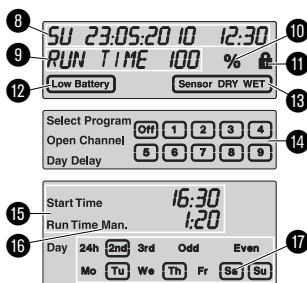 8 SU 23:05:2010 12:30 10
9 RUN TIME 100 % 11
12 Low Battery Sensor DRY WET 13
Select Program Off 1 2 3 4
Open Channel 14
Day Delay 5 6 7 8 9
15 Start Time 16:30
16 Run Time Man. 1:20
Day 24h 2nd 3rd Odd Even 17
Mo Tu We Th Fr Sa Su